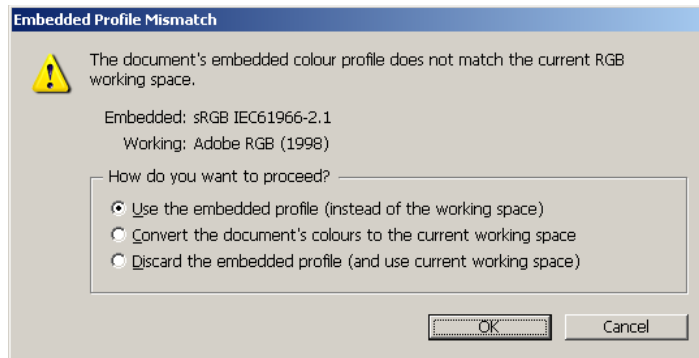 Embedded Profile Mismatch
The document's embedded colour profile does not match the current RGB
working space.
Embedded: sRGB IEC61966-2.1
Working: Adobe RGB (1998)
How do you want to proceed?
Use the embedded profile (instead of the working space)
Convert the document's colours to the current working space
Discard the embedded profile (and use current working space)
OK Cancel